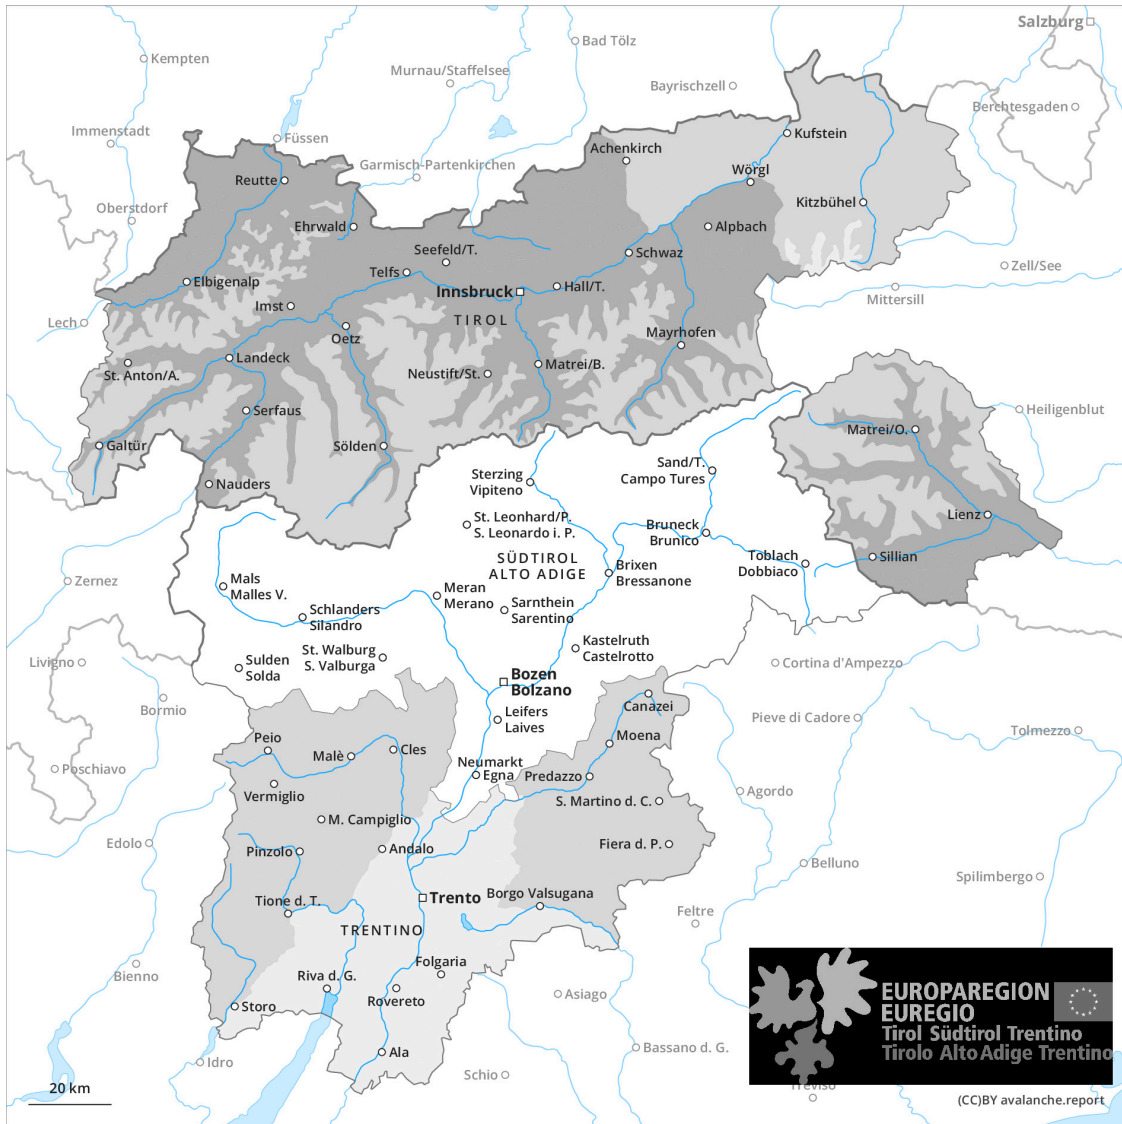 Salzburg
Bad Tölz
Kempten
Murnau/Staffelsee
Bayrischzell
Berchtesgaden
Immenstadt
Füssen
Kufstein
Achenkirch
Garmisch-Partenkirchen
Wörgl
Reutte
Kitzbühel
Oberstdorf
Ehrwald
Alpbach
Seefeld/T.
Schwaz
Zell/See
Telfs
Elbigenalp
Hall/T.
Innsbruck
Mittersill
Imst
TIROL
Lech
Mayrhofen
Oetz
Landeck
Matrei/B.
St. Anton/A.
Neustift/St.
Serfaus
Heiligenblut
Matrei/O.
Galtür
Sölden
Sterzing
Vipiteno
Sand/T.
Campo Tures
Nauders
Lienz
St. Leonhard/P.
S. Leonardo i. P.
Bruneck
Brunico
SÜDTIROL
ALTO ADIGE
Toblach
Dobbiaco
Sillian
Brixen
Bressanone
Zernez
Mals
Malles V.
Meran
Merano
Sarnthein
Sarentino
Schlanders
Silandro
Kastelruth
Castelrotto
St. Walburg
S. Valburga
Livigno
Sulden
Solda
Cortina d'Ampezzo
Bozen
Bolzano
Canazei
Bormio
Leifers
Laives
Pieve di Cadore
Tolmezzo
Peio
Moena
Malè
Cles
Neumarkt
Egna
Poschiavo
Predazzo
Vermiglio
S. Martino d. C.
Agordo
M. Campiglio
Edolo
Fiera d. P.
Pinzolo
Andalo
Belluno
Spilimbergo
Borgo Valsugana
Trento
Tione d. T.
Feltre
TRENTINO
Folgaria
Bienno
Riva d. G.
Asiago
Rovereto
Storo
EUROPAREGION
EUREGIO
Tirol Südtirol Trentino
Tirolo Alto Adige Trentino
Ala
Bassano d. G.
Idro
Schio
20 km
Treviso
(CC)BY avalanche.report